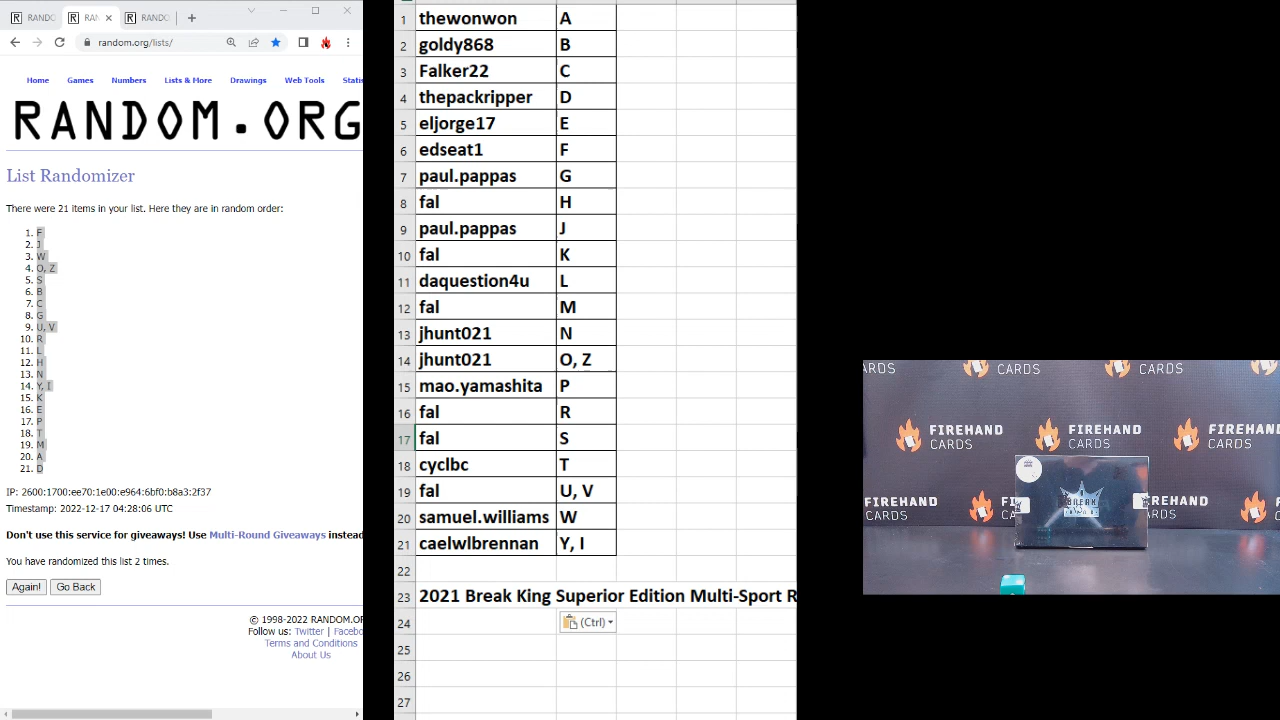 RANDO
RAN
RANDO
random.org/lists/
Home Games Numbers Lists & More Drawings Web Tools Statis
RANDOM.ORG
List Randomizer
There were 21 items in your list. Here they are in random order:
1. F
2. J
3. W
4. O, Z
5. S
6. B
7. C
8. G
9. U, V
10. R
11. L
12. H
13. N
14. Y, I
15. K
16. E
17. P
18. T
19. M
20. A
21. D
IP: 2600:1700:ee70:1e00:e964:6bf0:b8a3:2f37
Timestamp: 2022-12-17 04:28:06 UTC
Don't use this service for giveaways! Use Multi-Round Giveaways instead
You have randomized this list 2 times.
Again! Go Back
© 1998-2022 RANDOM.OR
Follow us: Twitter | Facebo
Terms and Conditions
About Us
1 thewonwon A
2 goldy868 B
3 Falker22 C
4 thepackripper D
5 eljorge17 E
6 edseat1 F
7 paul.pappas G
8 fal H
9 paul.pappas J
10 fal K
11 daquestion4u L
12 fal M
13 jhunt021 N
14 jhunt021 O, Z
15 mao.yamashita P
16 fal R
17 fal S
18 cyclbc T
19 fal U, V
20 samuel.williams W
21 caelwlbrennan Y, I
22
23 2021 Break King Superior Edition Multi-Sport R
24 (Ctrl)
25
26
27
ARDS CARDS CARDS
FIREHAND CARDS
FIREHAND CARDS
FIREHAND CARDS
BREAK